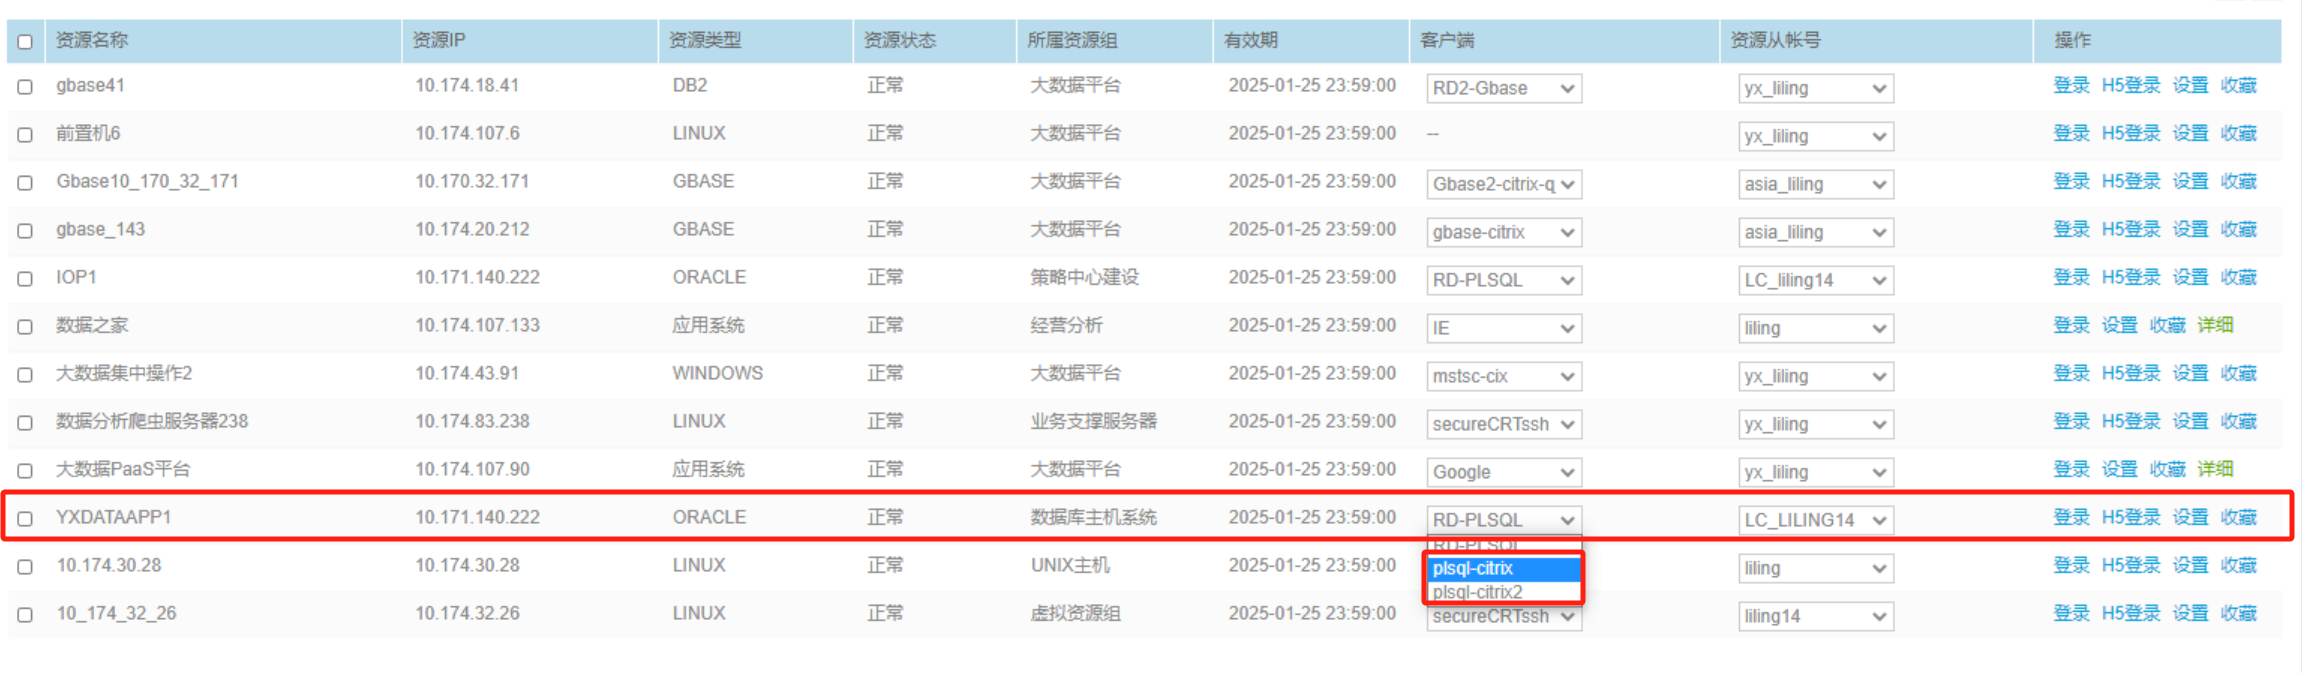 资源名称 资源IP 资源类型 资源状态 所属资源组 有效期 客户端 资源从帐号 操作
gbase41 10.174.18.41 DB2 正常 大数据平台 2025-01-25 23:59:00 RD2-Gbase yx_liling 登录 H5登录 设置 收藏
前置机6 10.174.107.6 LINUX 正常 大数据平台 2025-01-25 23:59:00 -- yx_liling 登录 H5登录 设置 收藏
Gbase10_170_32_171 10.170.32.171 GBASE 正常 大数据平台 2025-01-25 23:59:00 Gbase2-citrix-q asia_liling 登录 H5登录 设置 收藏
gbase_143 10.174.20.212 GBASE 正常 大数据平台 2025-01-25 23:59:00 gbase-citrix asia_liling 登录 H5登录 设置 收藏
IOP1 10.171.140.222 ORACLE 正常 策略中心建设 2025-01-25 23:59:00 RD-PLSQL LC_liling14 登录 H5登录 设置 收藏
数据之家 10.174.107.133 应用系统 正常 经营分析 2025-01-25 23:59:00 IE liling 登录 设置 收藏 详细
大数据集中操作2 10.174.43.91 WINDOWS 正常 大数据平台 2025-01-25 23:59:00 mstsc-cix yx_liling 登录 H5登录 设置 收藏
数据分析爬虫服务器238 10.174.83.238 LINUX 正常 业务支撑服务器 2025-01-25 23:59:00 secureCRTssh yx_liling 登录 H5登录 设置 收藏
大数据PaaS平台 10.174.107.90 应用系统 正常 大数据平台 2025-01-25 23:59:00 Google yx_liling 登录 设置 收藏 详细
YXDATAAPP1 10.171.140.222 ORACLE 正常 数据库主机系统 2025-01-25 23:59:00 RD-PLSQL LC_LILING14 登录 H5登录 设置 收藏
RD-PLSQL
10.174.30.28 10.174.30.28 LINUX 正常 UNIX主机 2025-01-25 23:59:00 plsql-citrix liling 登录 H5登录 设置 收藏
plsql-citrix2
10_174_32_26 10.174.32.26 LINUX 正常 虚拟资源组 2025-01-25 23:59:00 secureCRTssh liling14 登录 H5登录 设置 收藏